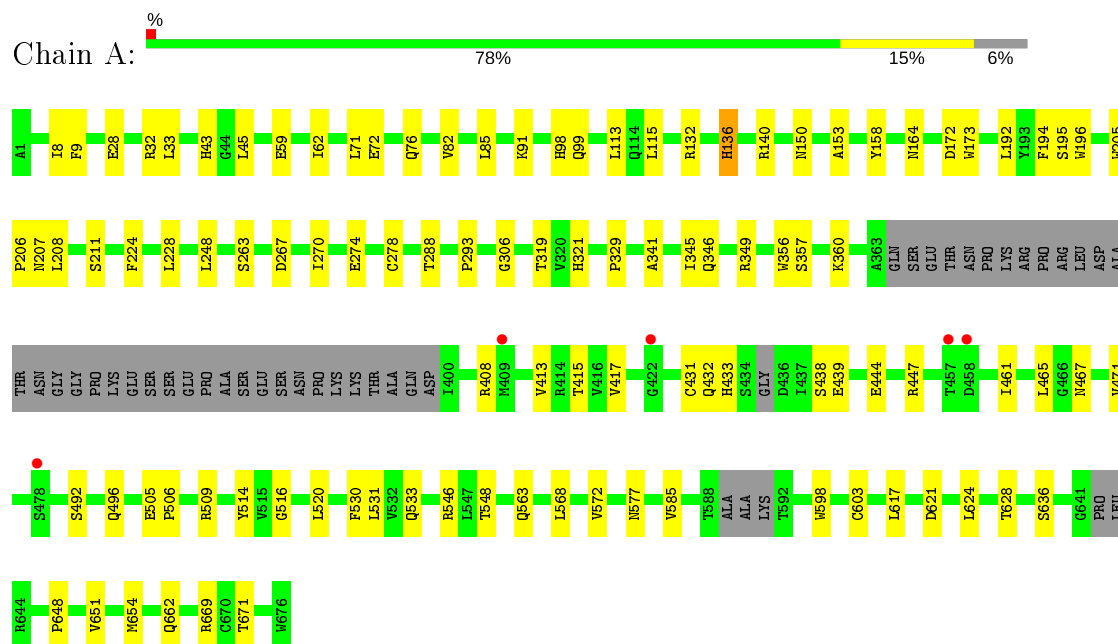 %
Chain A:
78% 15% 6%
A1 I8 F9 E28 R32 L33 H43 G44 L45 E59 I62 L71 E72 Q76 V82 L85 K91 H98 Q99 L113 Q114 L115 R132 H136 R140 N150 A153 Y158 N164 D172 W173 L192 Y193 F194 S195 W196 W205
P206 N207 L208 S211 F224 L228 L248 S263 D267 I270 E274 C278 T288 P293 G306 T319 V320 H321 P329 A341 I345 Q346 R349 W356 S357 K360 A363 GLN SER GLU THR ASN PRO LYS ARG PRO ARG LEU ASP ALA
THR ASN GLY GLY PRO LYS GLU SER SER GLU PRO ALA SER GLU SER ASN PRO LYS LYS THR ALA GLN ASP I400 R408 M409 V413 R414 T415 V416 V417 G422 C431 Q432 H433 S434 GLY D436 I437 S438 E439 E444 R447 T457 D458 I461 L465 G466 N467
S478 S492 Q496 E505 P506 R509 Y514 V515 G516 L520 F530 L531 V532 Q533 R546 L547 T548 Q563 L568 V572 N577 V585 T588 ALA ALA LYS T592 W598 C603 L617 D621 L624 T628 S636 G641 PRO LEU
R644 P648 V651 M654 Q662 R669 C670 T671 W676